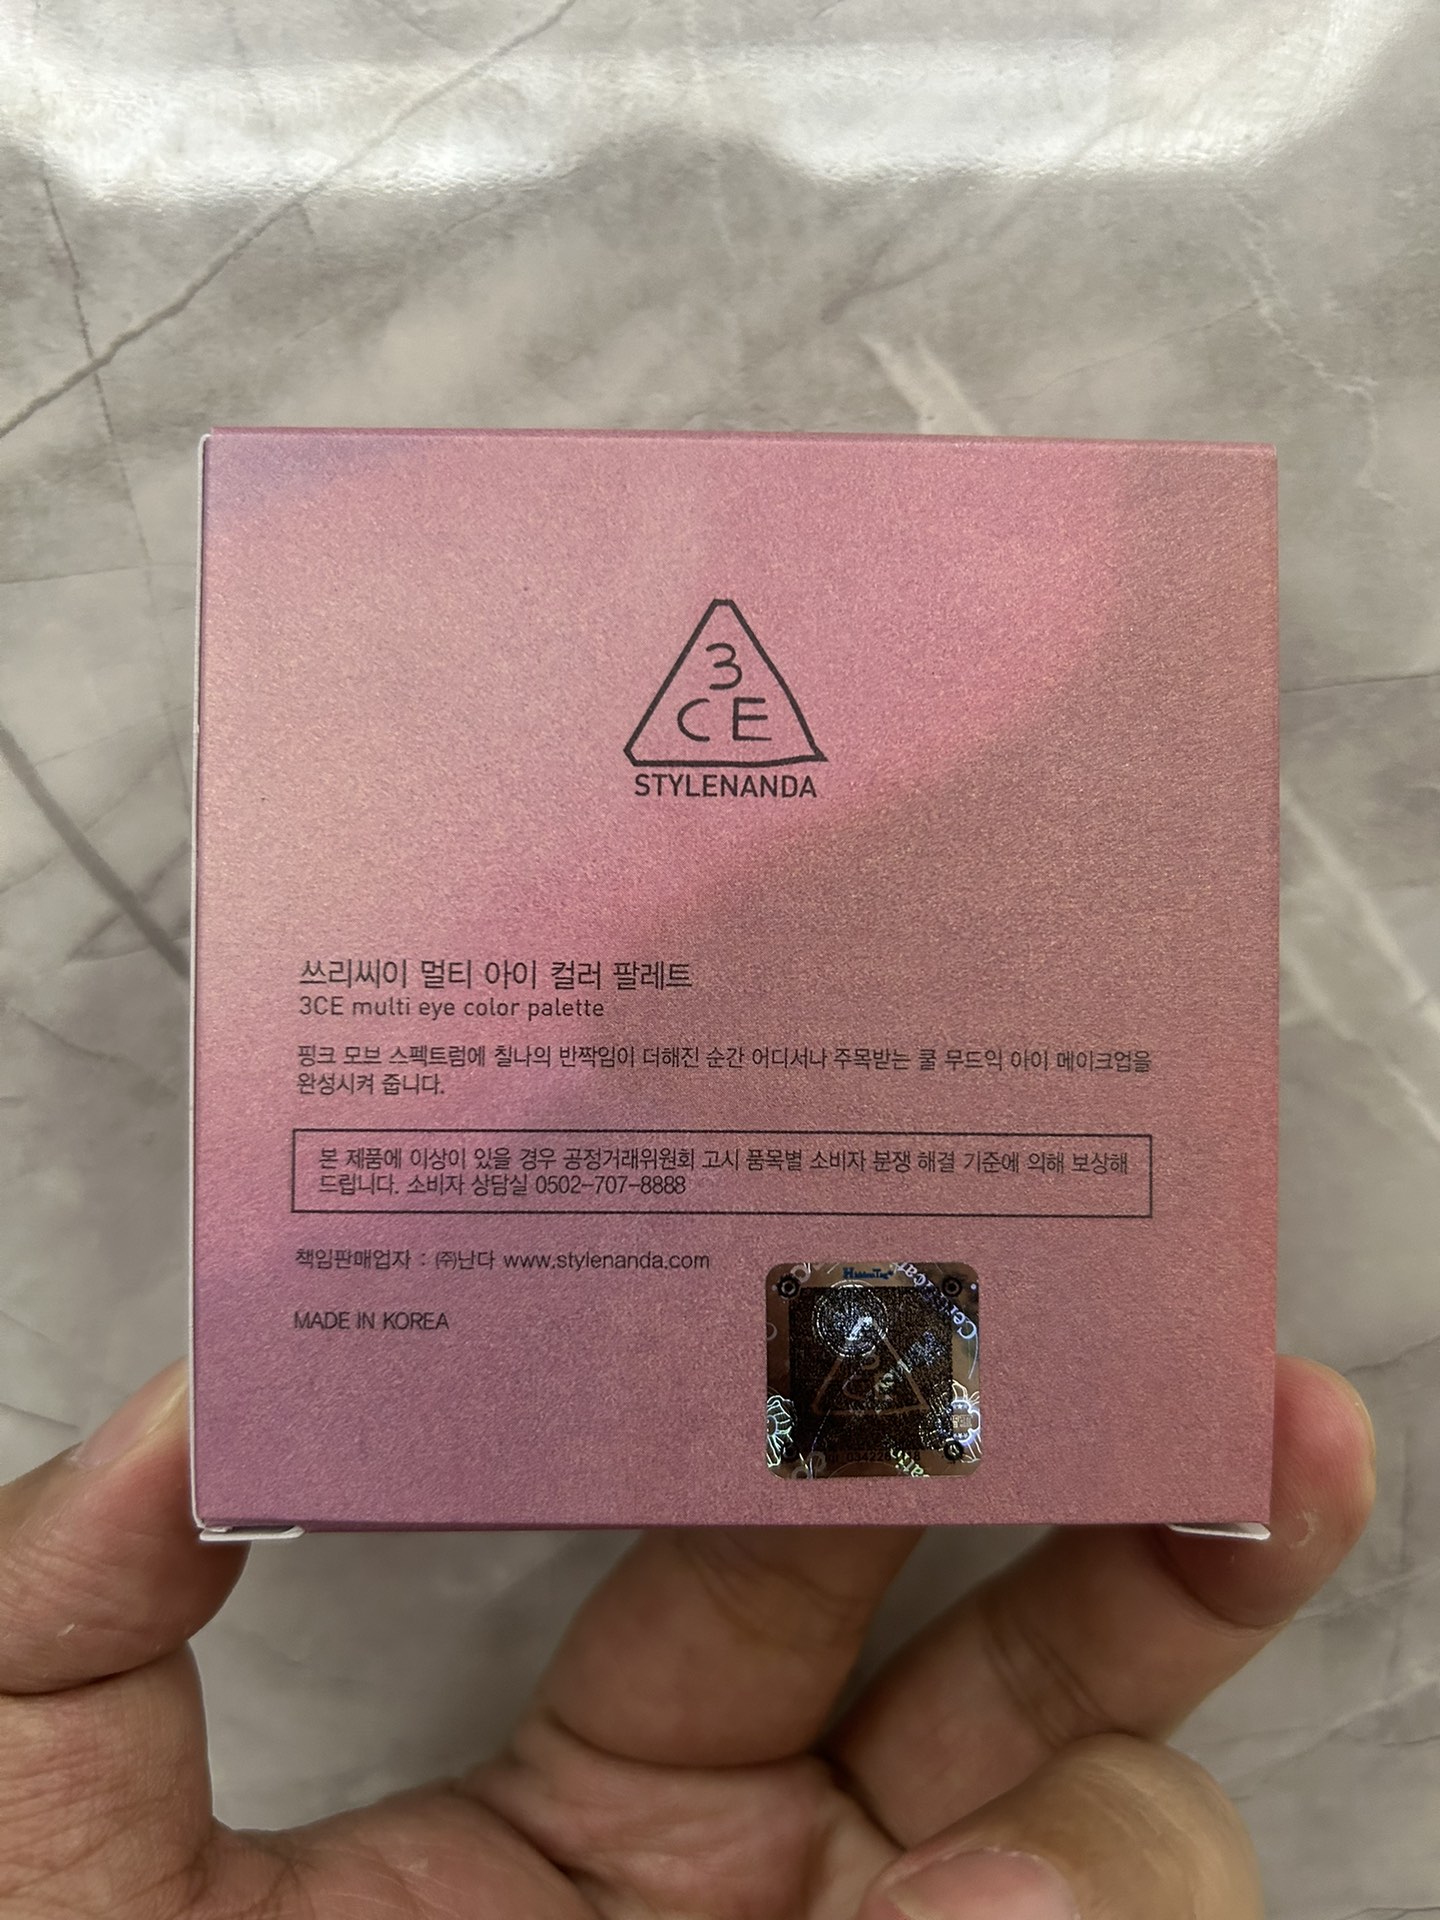 3
CE
STYLENANDA
쓰리씨이 멀티 아이 컬러 팔레트
3CE multi eye color palette
핑크 모브 스펙트럼에 칠나의 반짝임이 더해진 순간 어디서나 주목받는 쿨 무드의 아이 메이크업을
완성시켜 줍니다.
본 제품에 이상이 있을 경우 공정거래위원회 고시 품목별 소비자 분쟁 해결 기준에 의해 보상해
드립니다. 소비자 상담실 0502-707-8888
책임판매업자 : ㈜난다 www.stylenanda.com
MADE IN KOREA
HiddenTag
3